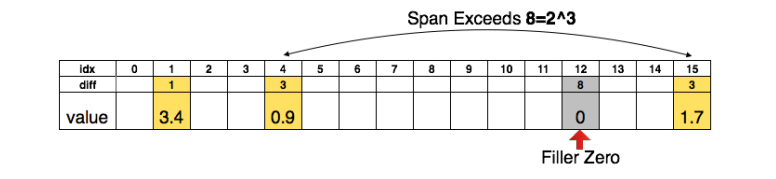 Span Exceeds 8=2^3
idx 0 1 2 3 4 5 6 7 8 9 10 11 12 13 14 15
diff 1 3 8 3
value 3.4 0.9 0 1.7
Filler Zero